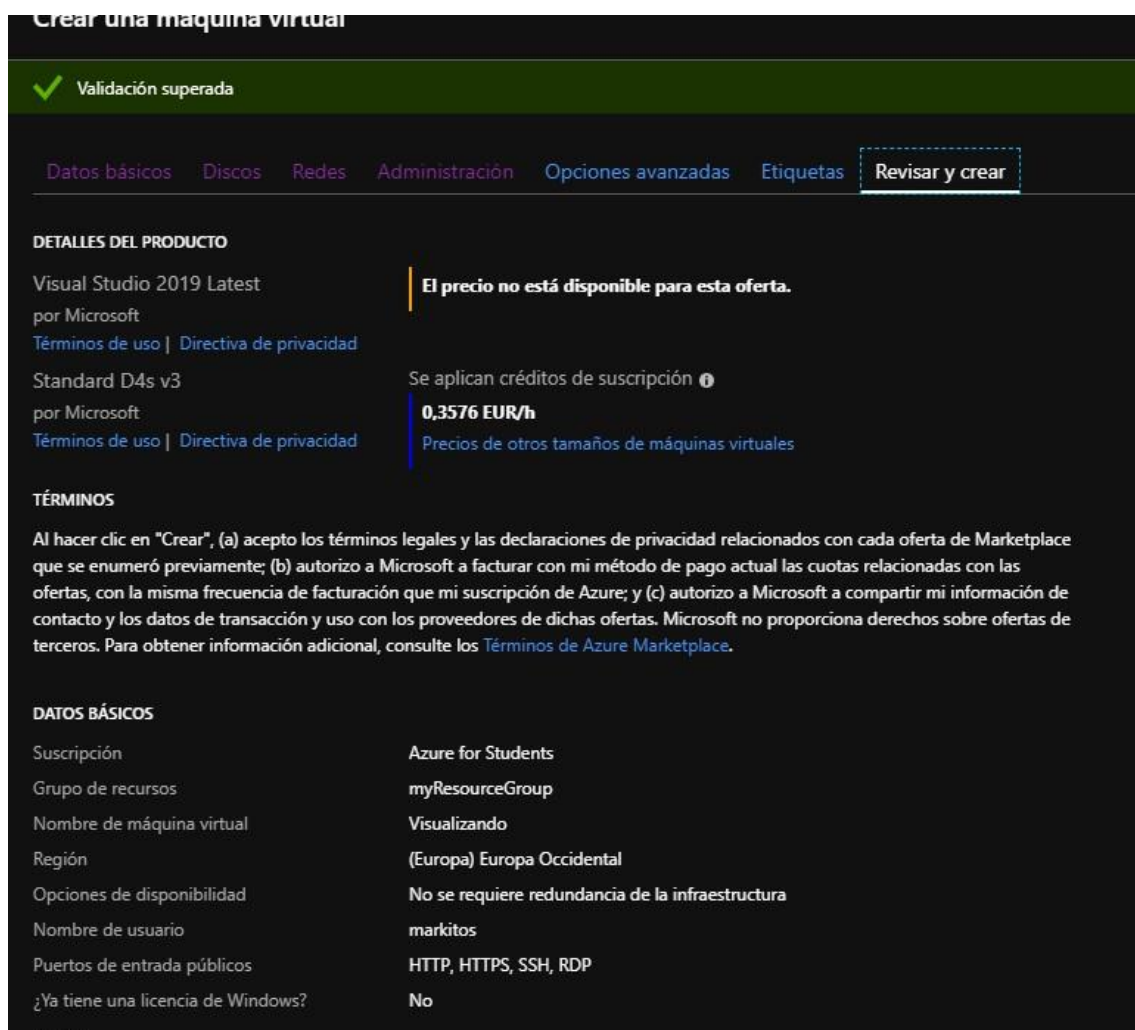 Crear una máquina virtual
Validación superada
Datos básicos Discos Redes Administración Opciones avanzadas Etiquetas Revisar y crear
DETALLES DEL PRODUCTO
Visual Studio 2019 Latest
por Microsoft
Términos de uso | Directiva de privacidad
El precio no está disponible para esta oferta.
Standard D4s v3
por Microsoft
Términos de uso | Directiva de privacidad
Se aplican créditos de suscripción
0,3576 EUR/h
Precios de otros tamaños de máquinas virtuales
TÉRMINOS
Al hacer clic en "Crear", (a) acepto los términos legales y las declaraciones de privacidad relacionados con cada oferta de Marketplace
que se enumeró previamente; (b) autorizo a Microsoft a facturar con mi método de pago actual las cuotas relacionadas con las
ofertas, con la misma frecuencia de facturación que mi suscripción de Azure; y (c) autorizo a Microsoft a compartir mi información de
contacto y los datos de transacción y uso con los proveedores de dichas ofertas. Microsoft no proporciona derechos sobre ofertas de
terceros. Para obtener información adicional, consulte los Términos de Azure Marketplace.
DATOS BÁSICOS
Suscripción Azure for Students
Grupo de recursos myResourceGroup
Nombre de máquina virtual Visualizando
Región (Europa) Europa Occidental
Opciones de disponibilidad No se requiere redundancia de la infraestructura
Nombre de usuario markitos
Puertos de entrada públicos HTTP, HTTPS, SSH, RDP
¿Ya tiene una licencia de Windows? No